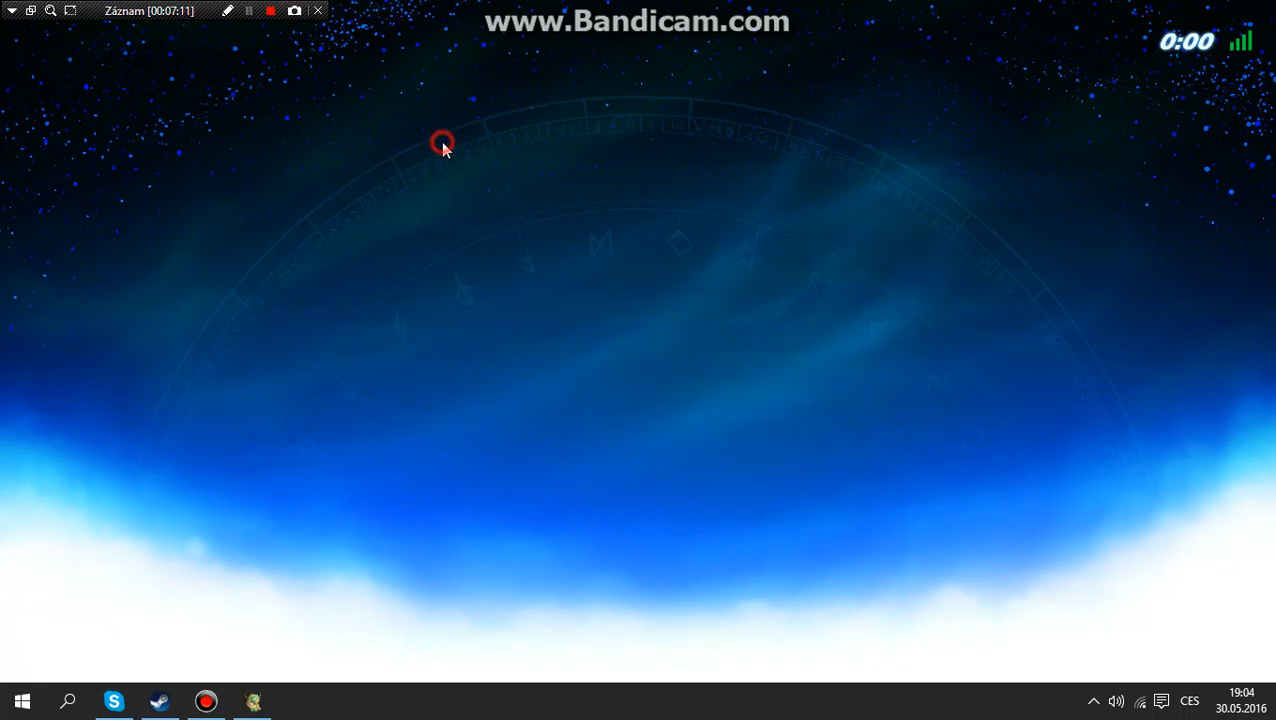 Záznam [00:07:11]
www.Bandicam.com
0:00
CES
19:04
30.05.2016